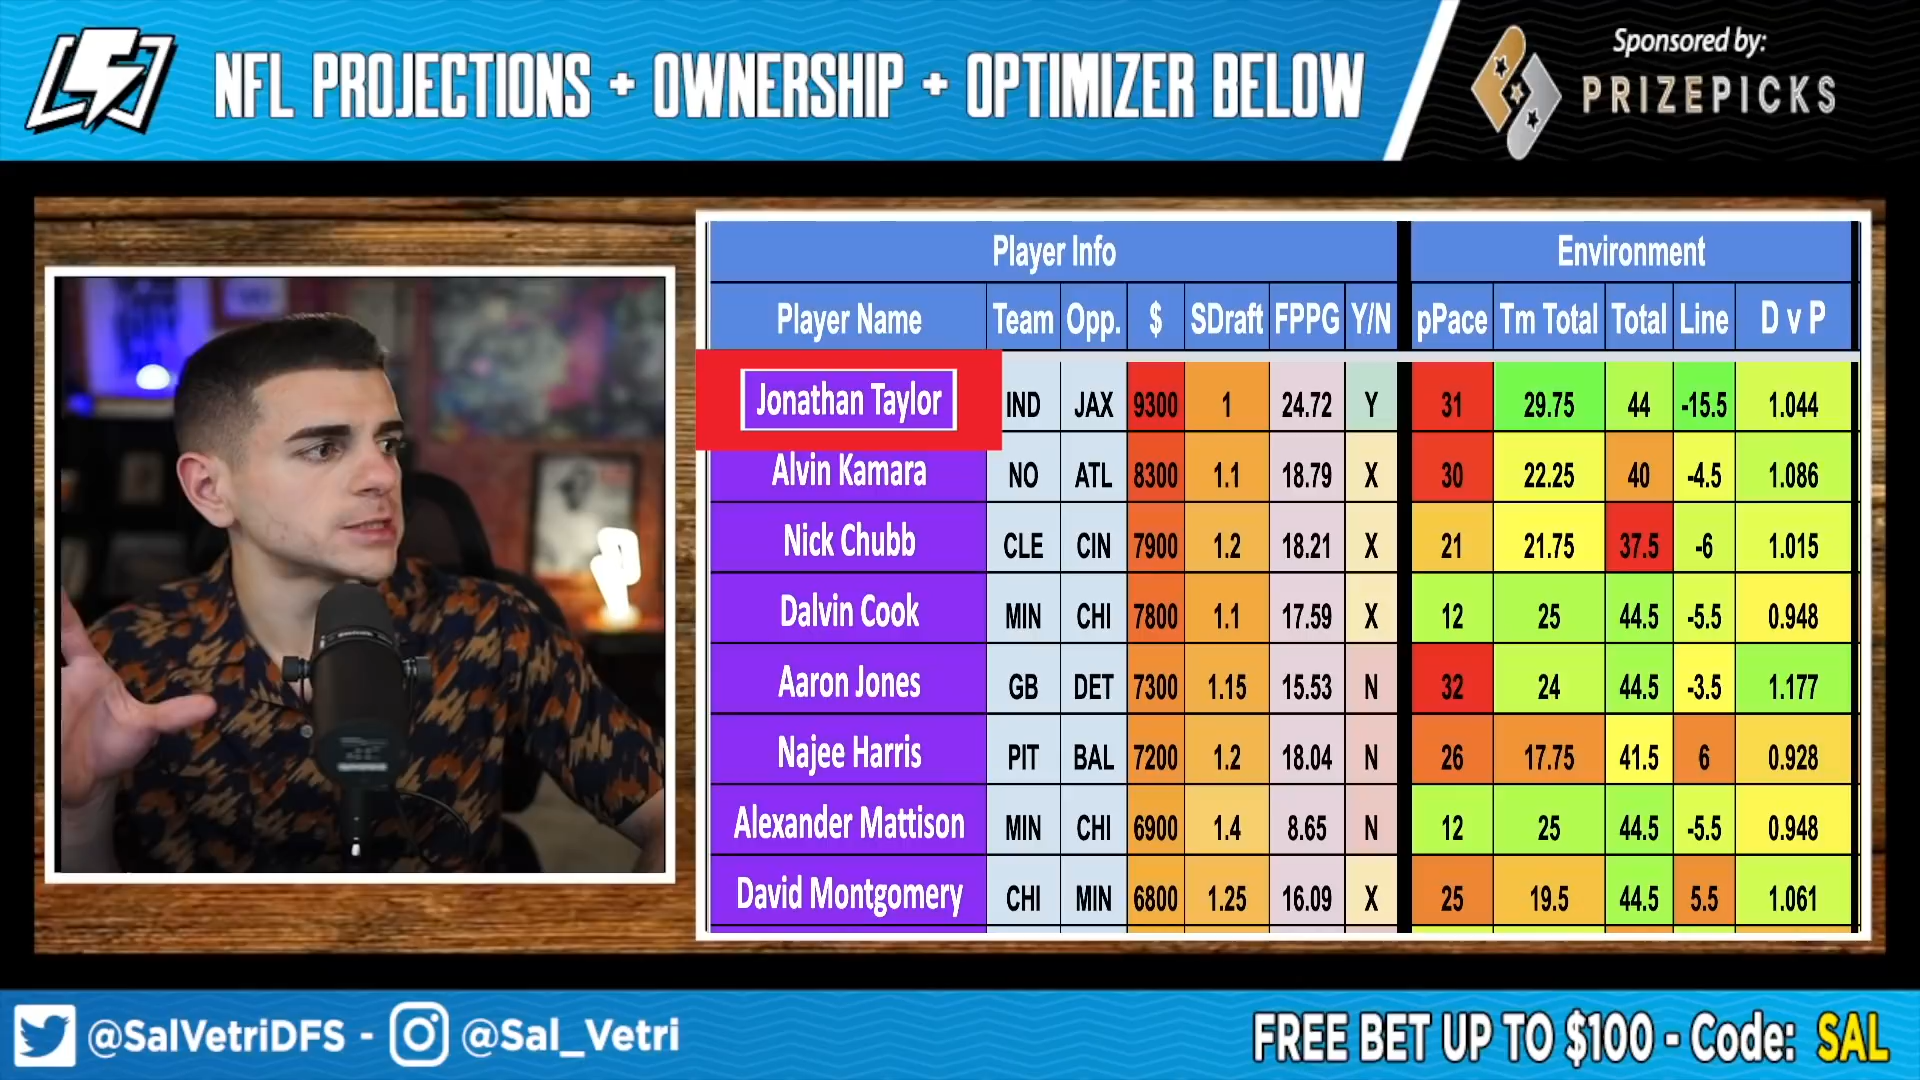 NFL PROJECTIONS + OWNERSHIP + OPTIMIZER BELOW
Sponsored by:
PRIZEPICKS
Player Info Environment
Player Name Team Opp. $ SDraft FPPG Y/N pPace Tm Total Total Line D v P
Jonathan Taylor IND JAX 9300 1 24.72 Y 31 29.75 44 -15.5 1.044
Alvin Kamara NO ATL 8300 1.1 18.79 X 30 22.25 40 -4.5 1.086
Nick Chubb CLE CIN 7900 1.2 18.21 X 21 21.75 37.5 -6 1.015
Dalvin Cook MIN CHI 7800 1.1 17.59 X 12 25 44.5 -5.5 0.948
Aaron Jones GB DET 7300 1.15 15.53 N 32 24 44.5 -3.5 1.177
Najee Harris PIT BAL 7200 1.2 18.04 N 26 17.75 41.5 6 0.928
Alexander Mattison MIN CHI 6900 1.4 8.65 N 12 25 44.5 -5.5 0.948
David Montgomery CHI MIN 6800 1.25 16.09 X 25 19.5 44.5 5.5 1.061
@SalVetriDFS - @Sal_Vetri
FREE BET UP TO $100 - Code: SAL